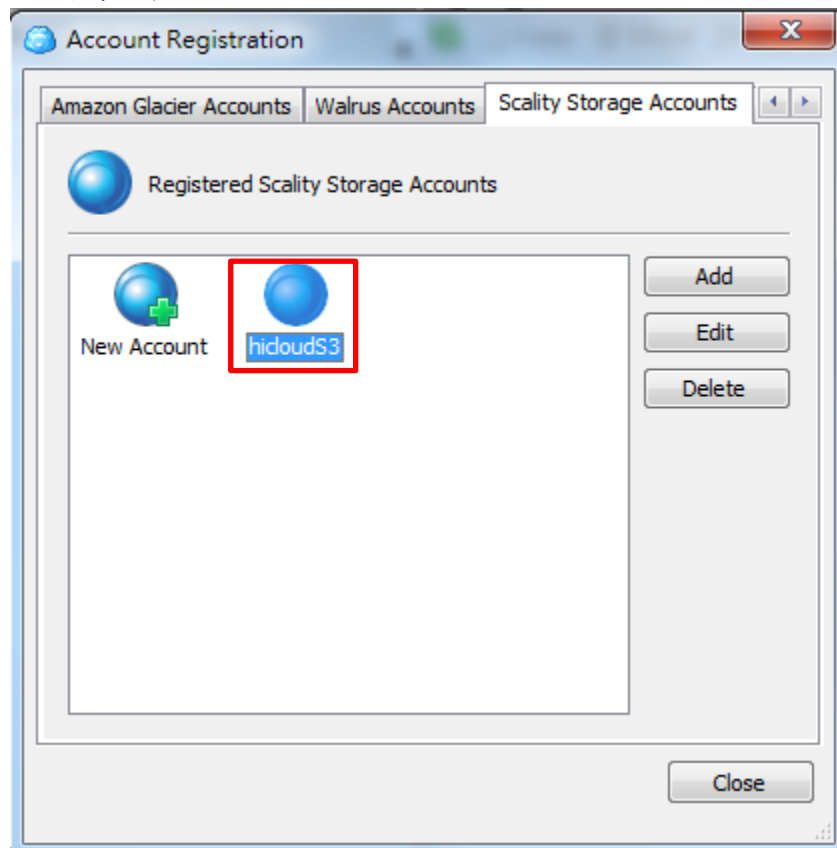 Account Registration
Amazon Glacier Accounts Walrus Accounts Scality Storage Accounts
Registered Scality Storage Accounts
New Account hicloudS3
Add
Edit
Delete
Close